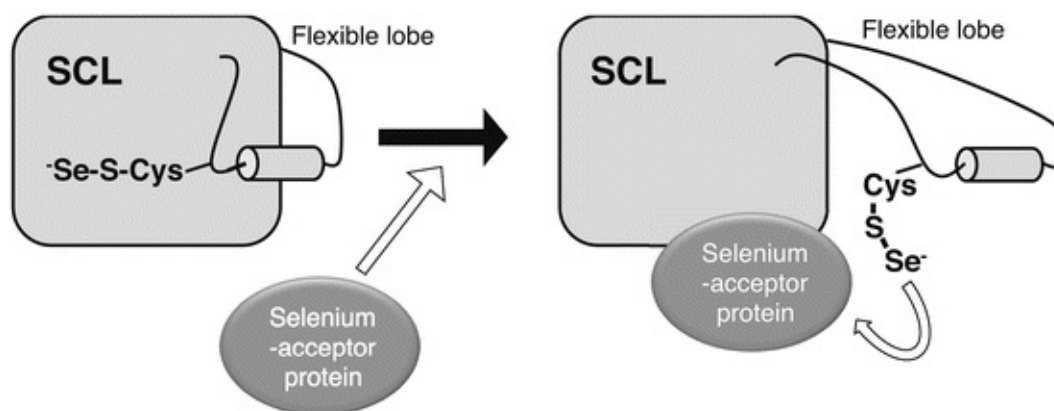 Flexible lobe
SCL
-Se-S-Cys
Selenium
-acceptor
protein
Flexible lobe
SCL
Cys
S
Se-
Selenium
-acceptor
protein